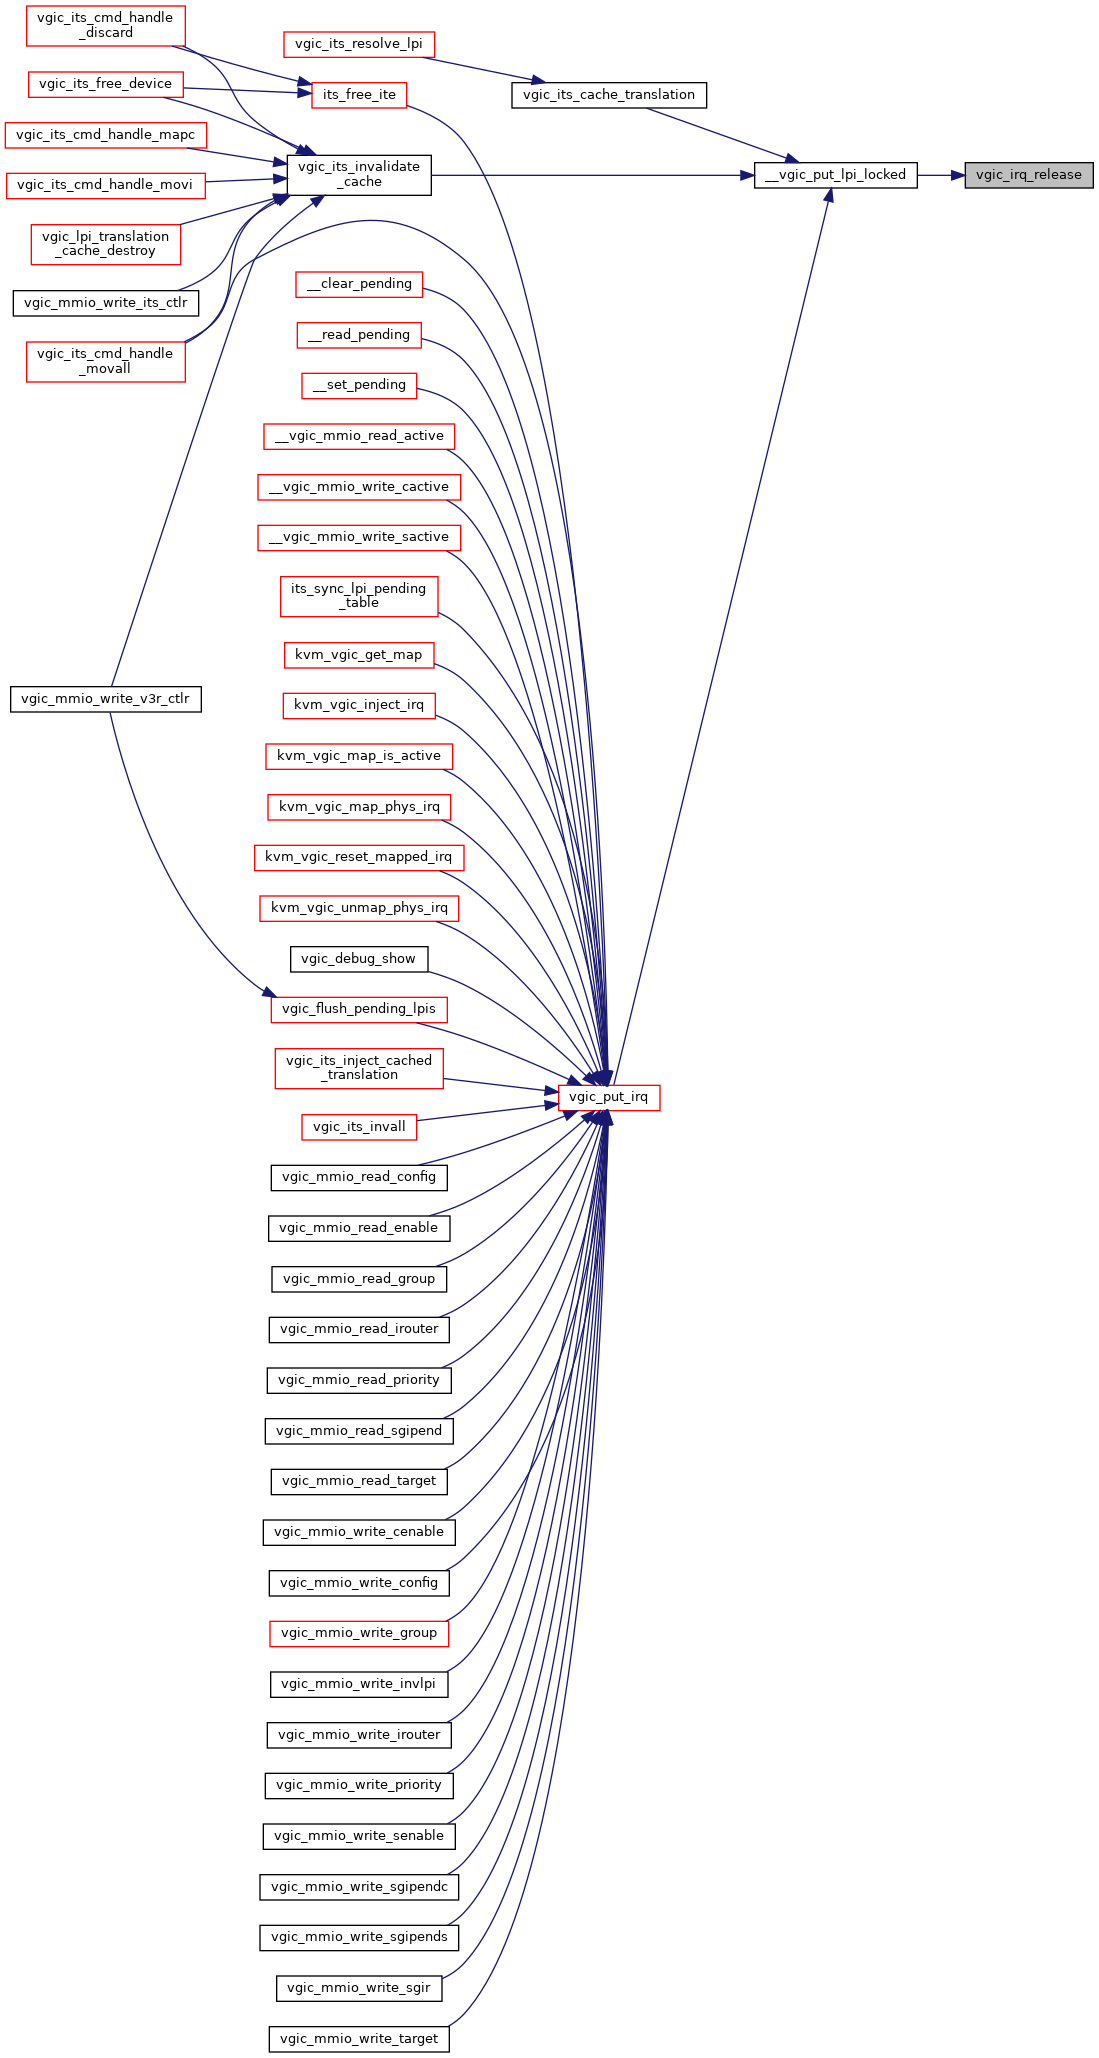 vgic_its_cmd_handle
_discard
vgic_its_resolve_lpi
vgic_its_free_device
its_free_ite
vgic_its_cache_translation
vgic_its_cmd_handle_mapc
vgic_its_invalidate
_cache
__vgic_put_lpi_locked
vgic_irq_release
vgic_its_cmd_handle_movi
vgic_lpi_translation
_cache_destroy
vgic_mmio_write_its_ctlr
vgic_its_cmd_handle
_movall
__clear_pending
__read_pending
__set_pending
__vgic_mmio_read_active
__vgic_mmio_write_cactive
__vgic_mmio_write_sactive
its_sync_lpi_pending
_table
kvm_vgic_get_map
vgic_mmio_write_v3r_ctlr
kvm_vgic_inject_irq
kvm_vgic_map_is_active
kvm_vgic_map_phys_irq
kvm_vgic_reset_mapped_irq
kvm_vgic_unmap_phys_irq
vgic_debug_show
vgic_flush_pending_lpis
vgic_its_inject_cached
_translation
vgic_put_irq
vgic_its_invall
vgic_mmio_read_config
vgic_mmio_read_enable
vgic_mmio_read_group
vgic_mmio_read_irouter
vgic_mmio_read_priority
vgic_mmio_read_sgipend
vgic_mmio_read_target
vgic_mmio_write_cenable
vgic_mmio_write_config
vgic_mmio_write_group
vgic_mmio_write_invlpi
vgic_mmio_write_irouter
vgic_mmio_write_priority
vgic_mmio_write_senable
vgic_mmio_write_sgipendc
vgic_mmio_write_sgipends
vgic_mmio_write_sgir
vgic_mmio_write_target